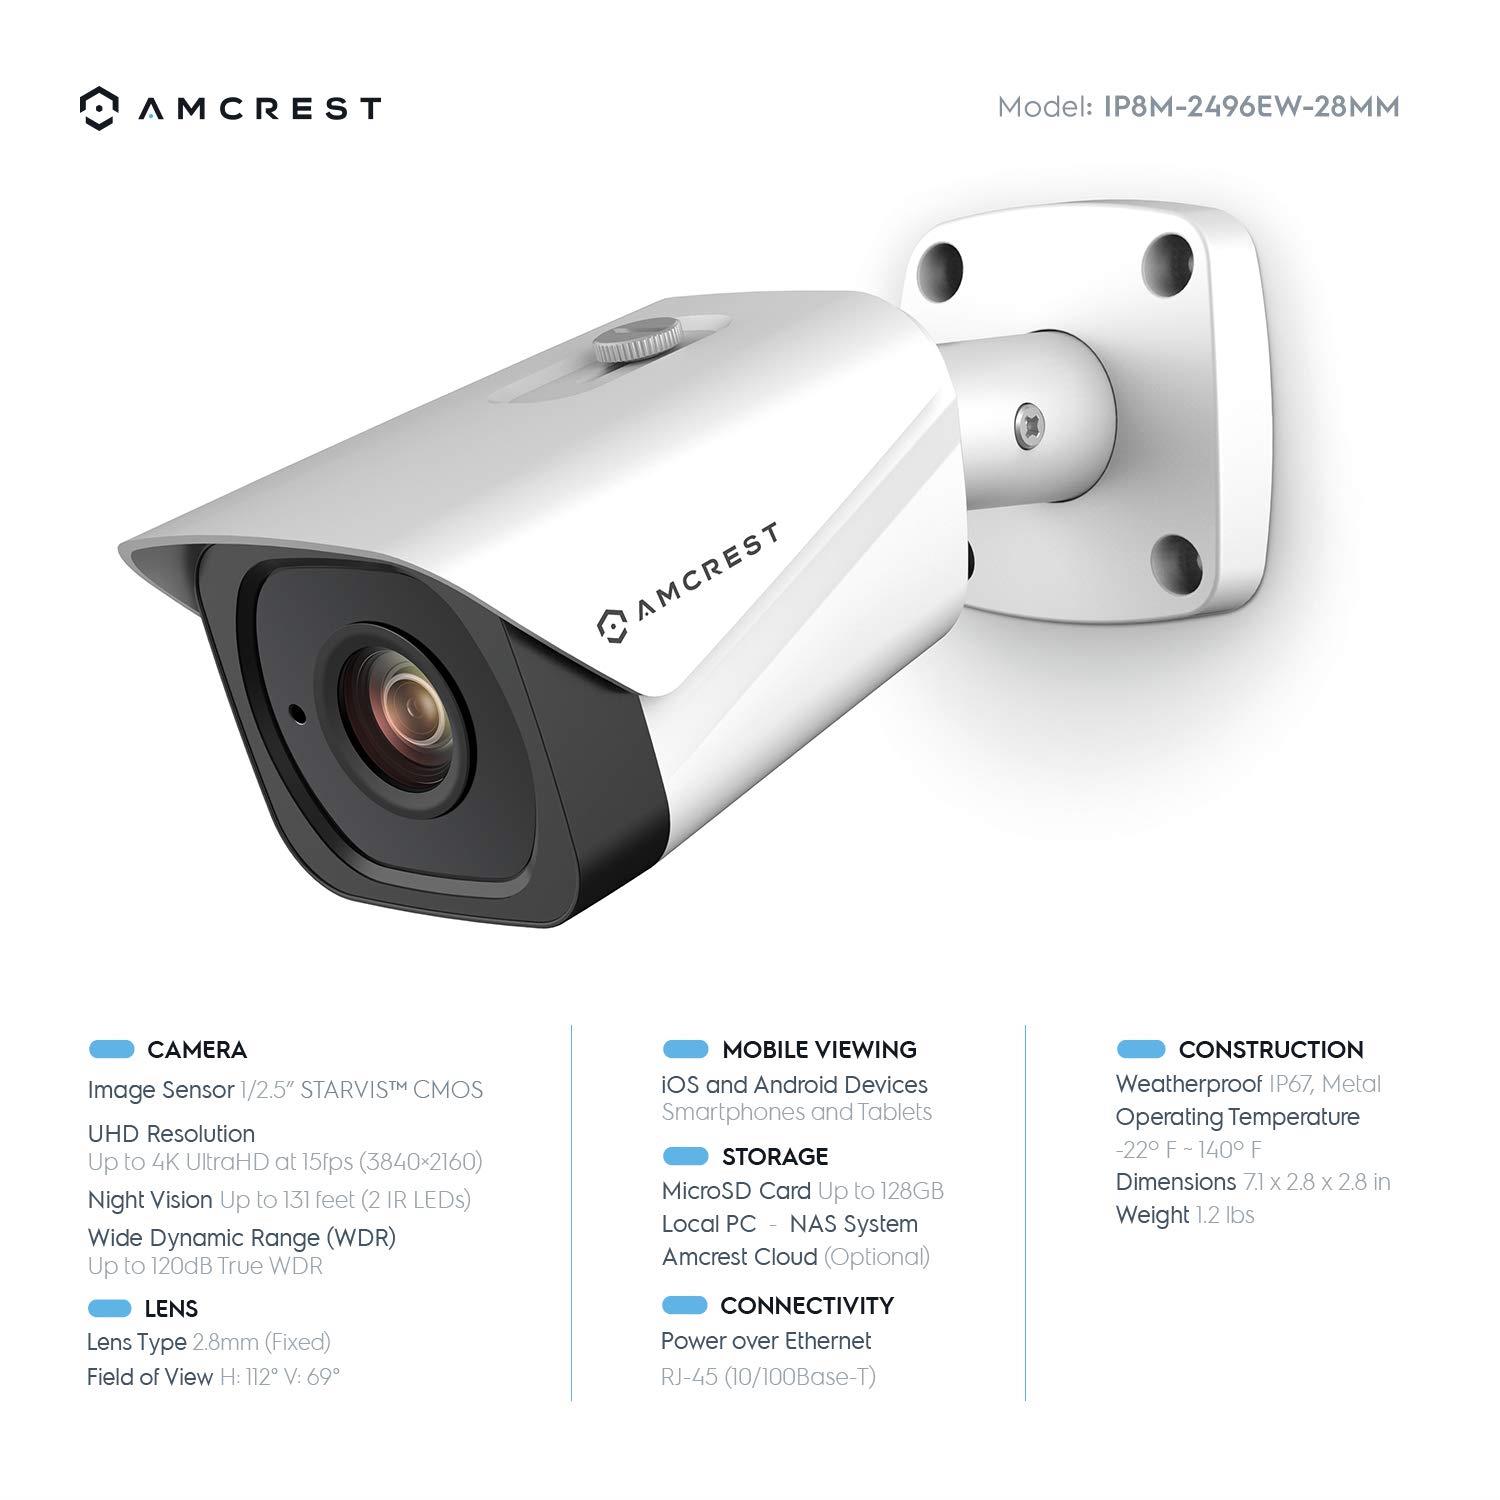 AMCREST
Model: IP8M-2496EW-28MM
AMCREST
CAMERA
Image Sensor 1/2.5” STARVIS™ CMOS
UHD Resolution
Up to 4K UltraHD at 15fps (3840×2160)
Night Vision Up to 131 feet (2 IR LEDs)
Wide Dynamic Range (WDR)
Up to 120dB True WDR
LENS
Lens Type 2.8mm (Fixed)
Field of View H: 112° V: 69°
MOBILE VIEWING
iOS and Android Devices
Smartphones and Tablets
STORAGE
MicroSD Card Up to 128GB
Local PC - NAS System
Amcrest Cloud (Optional)
CONNECTIVITY
Power over Ethernet
RJ-45 (10/100Base-T)
CONSTRUCTION
Weatherproof IP67, Metal
Operating Temperature
-22° F ~ 140° F
Dimensions 7.1 x 2.8 x 2.8 in
Weight 1.2 lbs